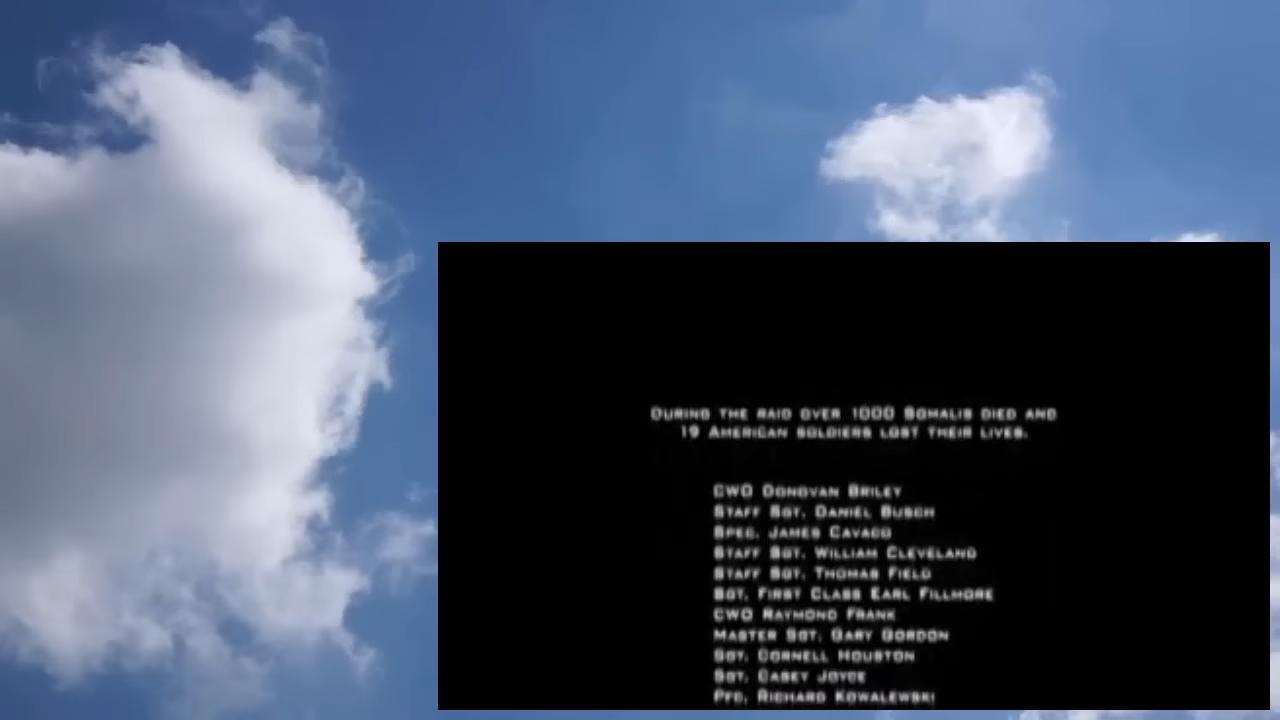 DURING THE RAID OVER 1000 SOMALIS DIED AND
19 AMERICAN SOLDIERS LOST THEIR LIVES.
CWO DONOVAN BRILEY
STAFF SGT. DANIEL BUSCH
SPEC. JAMES CAVACO
STAFF SGT. WILLIAM CLEVELAND
STAFF SGT. THOMAS FIELD
SGT. FIRST CLASS EARL FILLMORE
CWO RAYMOND FRANK
MASTER SGT. GARY GORDON
SGT. CORNELL HOUSTON
SGT. CASEY JOYCE
PFC. RICHARD KOWALEWSKI